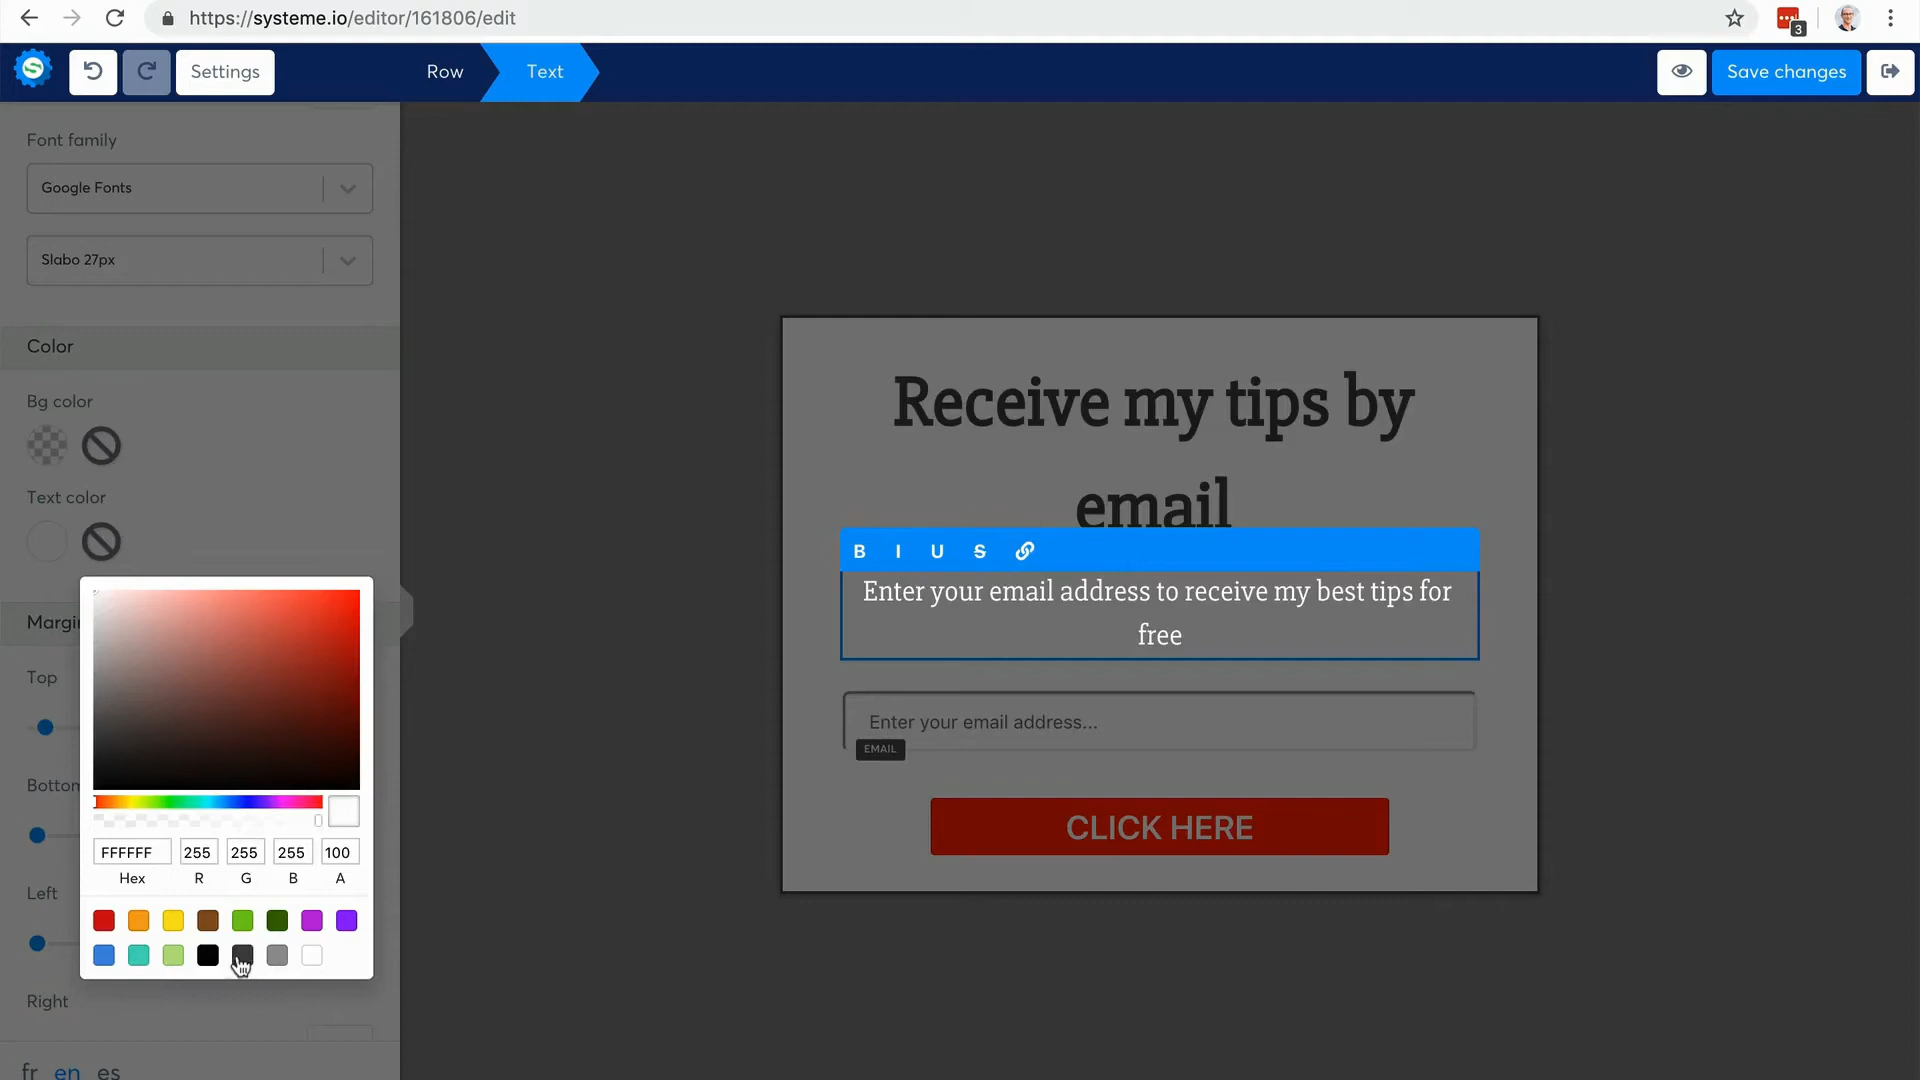 https://systeme.io/editor/161806/edit
3
Settings
Row
Text
Save changes
Font family
Google Fonts
Slabo 27px
Color
Bg color
Text color
Margin
Top
Bottom
Left
Right
FFFFFF
255
255
255
100
Hex
R
G
B
A
fr en es
Receive my tips by
email
B I U S
Enter your email address to receive my best tips for
free
Enter your email address...
EMAIL
CLICK HERE